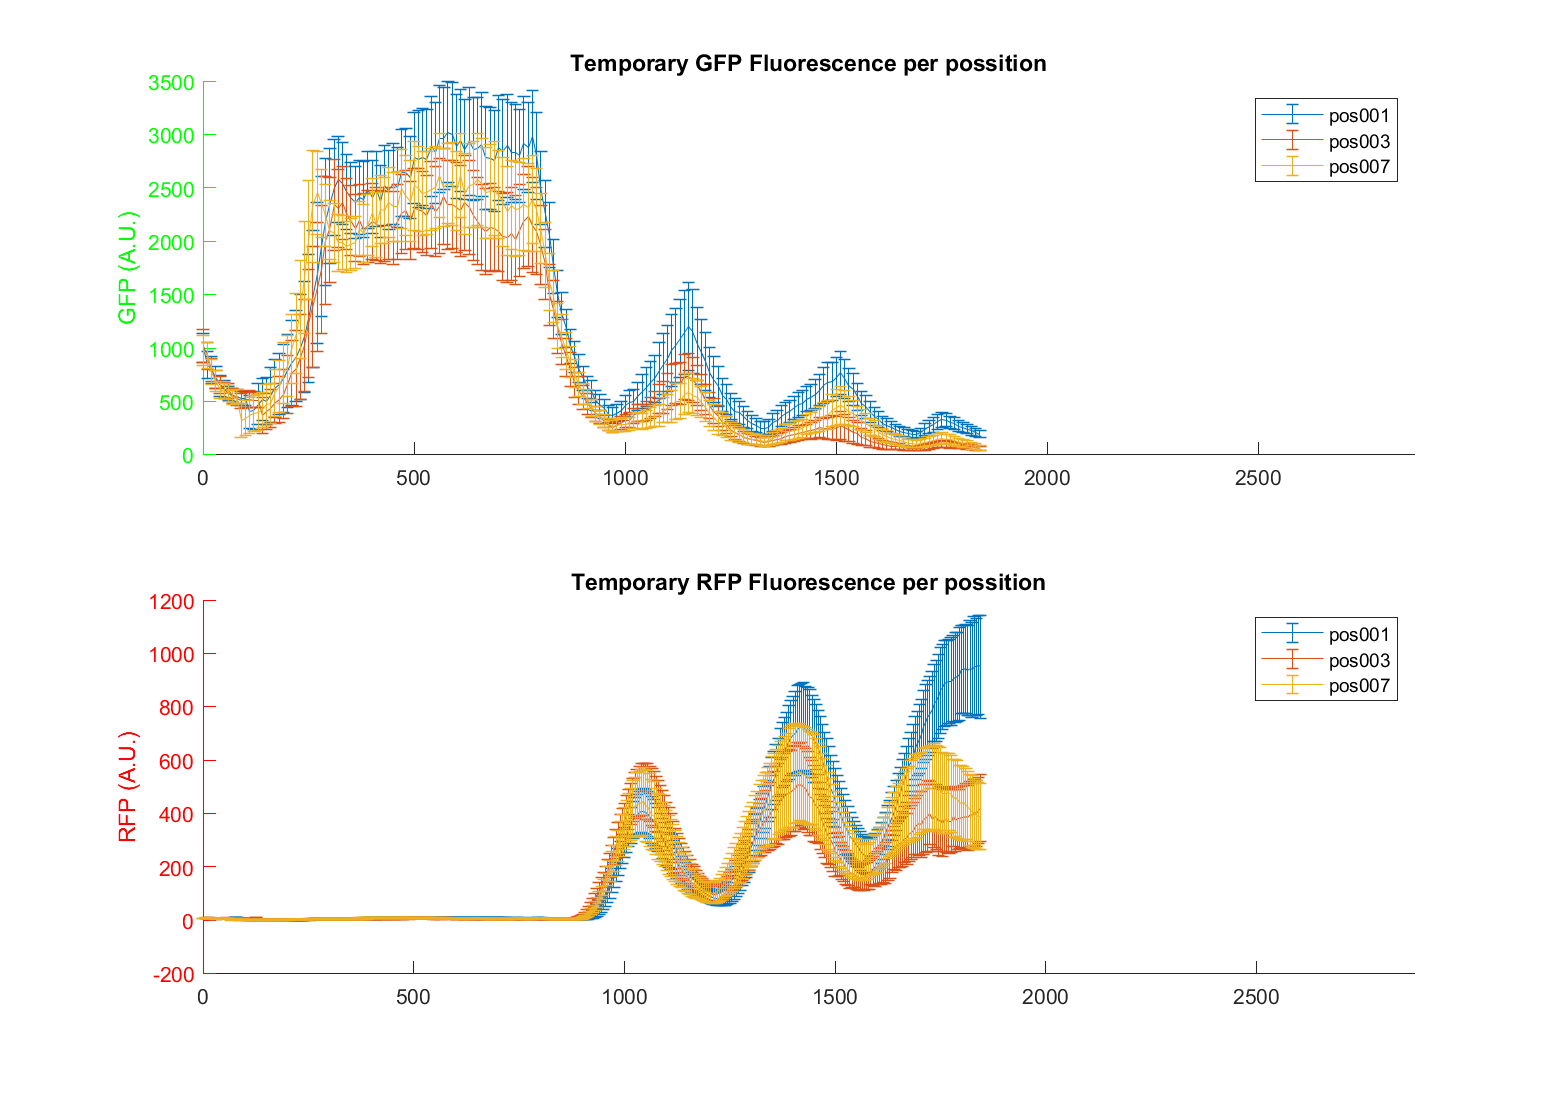 Temporary GFP Fluorescence per possition
3500
3000
2500
2000
1500
1000
500
0
GFP (A.U.)
pos001
pos003
pos007
0 500 1000 1500 2000 2500
Temporary RFP Fluorescence per possition
1200
1000
800
600
400
200
0
-200
RFP (A.U.)
pos001
pos003
pos007
0 500 1000 1500 2000 2500